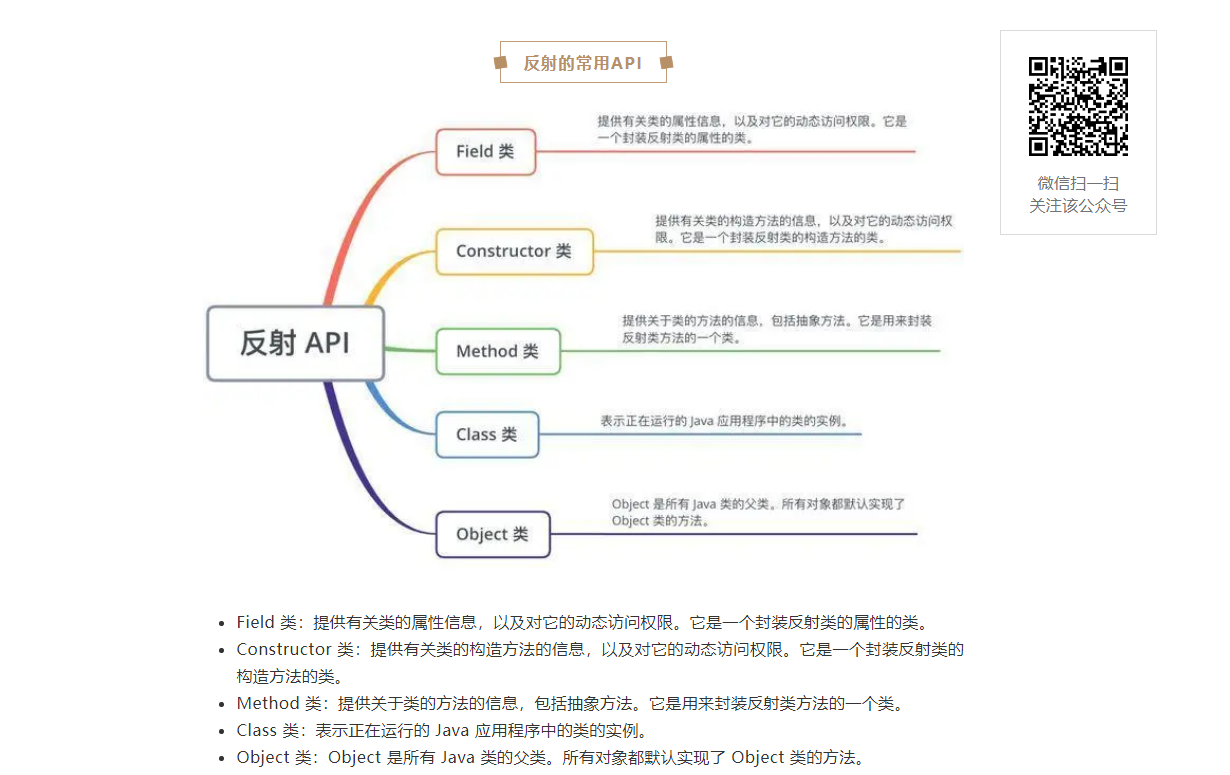 反射的常用API
微信扫一扫
关注该公众号
提供有关类的属性信息，以及对它的动态访问权限。它是
一个封装反射类的属性的类。
Field 类
提供有关类的构造方法的信息，以及对它的动态访问权
限。它是一个封装反射类的构造方法的类。
Constructor 类
反射 API
提供关于类的方法的信息，包括抽象方法。它是用来封装
反射类方法的一个类。
Method 类
表示正在运行的 Java 应用程序中的类的实例。
Class 类
Object 是所有 Java 类的父类。所有对象都默认实现了
Object 类的方法。
Object 类
• Field 类：提供有关类的属性信息，以及对它的动态访问权限。它是一个封装反射类的属性的类。
• Constructor 类：提供有关类的构造方法的信息，以及对它的动态访问权限。它是一个封装反射类的
构造方法的类。
• Method 类：提供关于类的方法的信息，包括抽象方法。它是用来封装反射类方法的一个类。
• Class 类：表示正在运行的 Java 应用程序中的类的实例。
• Object 类：Object 是所有 Java 类的父类。所有对象都默认实现了 Object 类的方法。